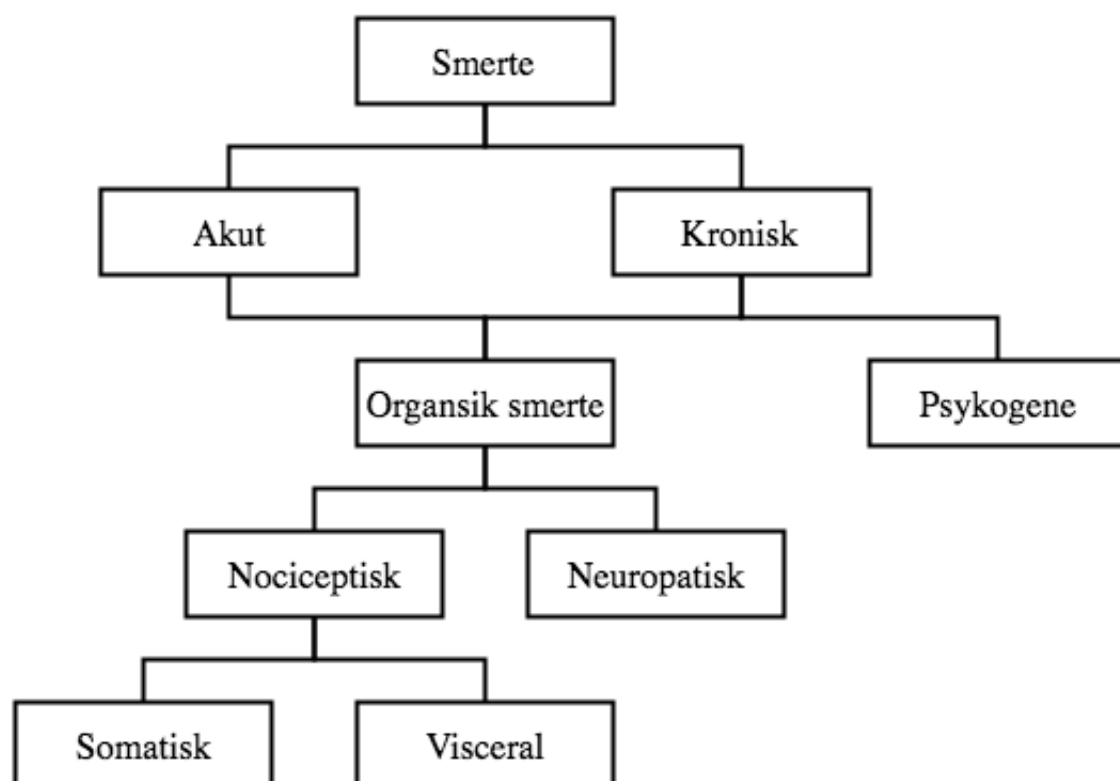 Smerte
Akut
Kronisk
Organsik smerte
Psykogene
Nociceptisk
Neuropatisk
Somatisk
Visceral